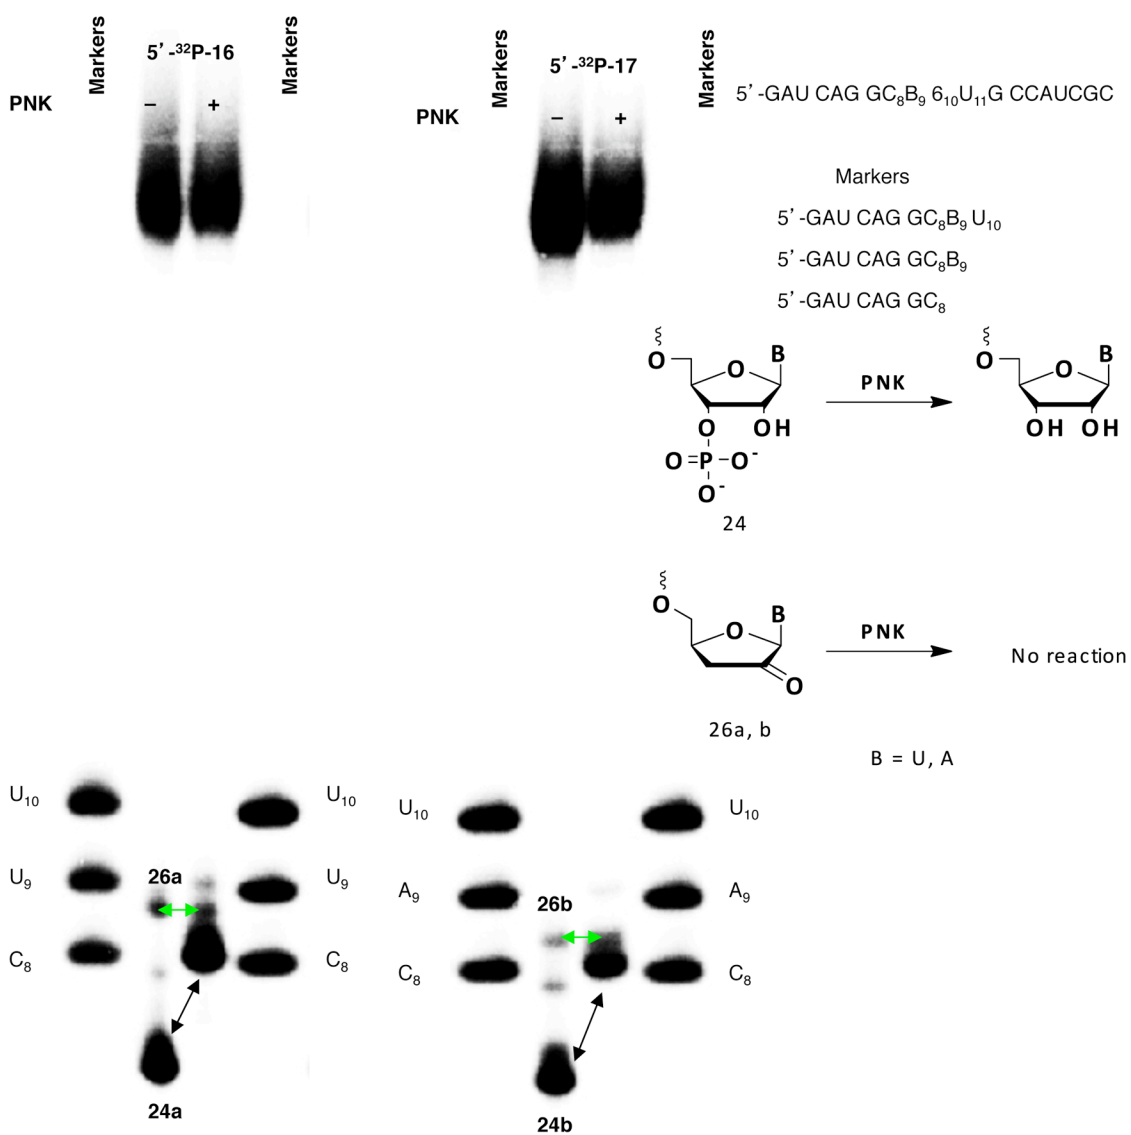 Markers
5’-³²P-16
Markers
PNK
–
+
Markers
5’-³²P-17
Markers
PNK
–
+
5’-GAU CAG GC₈B₉ 6₁₀U₁₁G CCAUCGC
Markers
5’-GAU CAG GC₈B₉ U₁₀
5’-GAU CAG GC₈B₉
5’-GAU CAG GC₈
O
O
B
O
OH
O=P–O⁻
O⁻
24
PNK
O
O
B
OH
OH
O
O
B
O
26a, b
PNK
No reaction
B = U, A
U₁₀
U₉
C₈
26a
24a
U₁₀
U₉
C₈
U₁₀
A₉
C₈
26b
24b
U₁₀
A₉
C₈